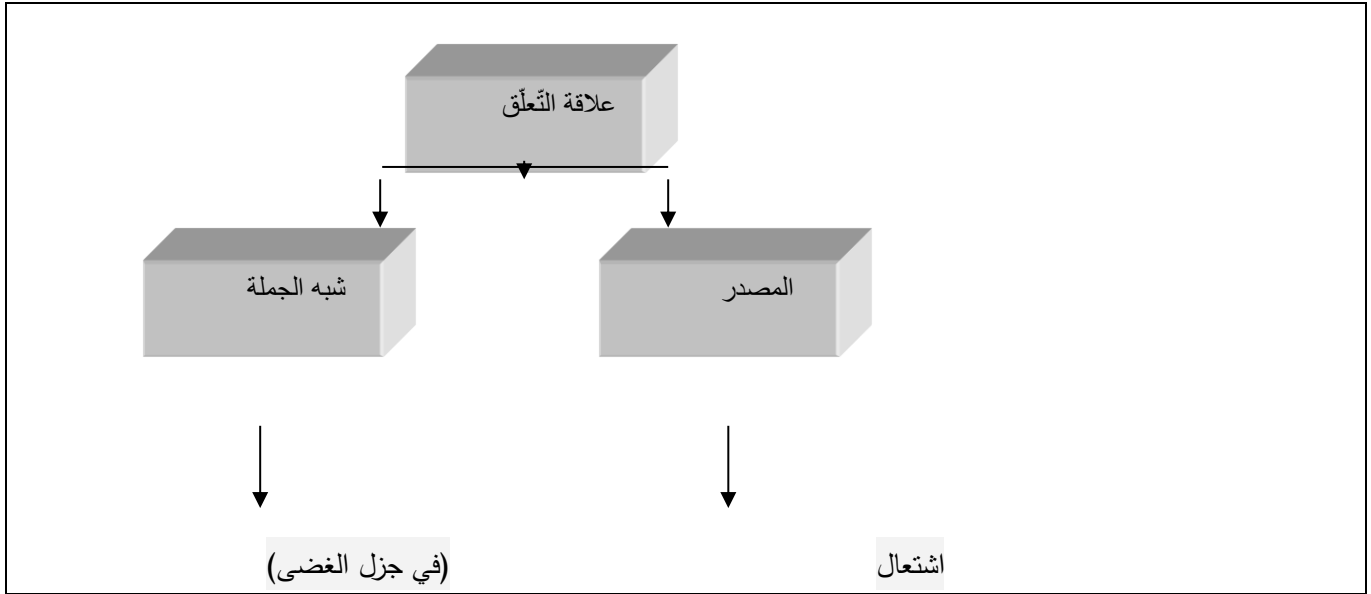 علاقة التّعلّق
المصدر
شبه الجملة
اشتعال
(في جزل الغضى)